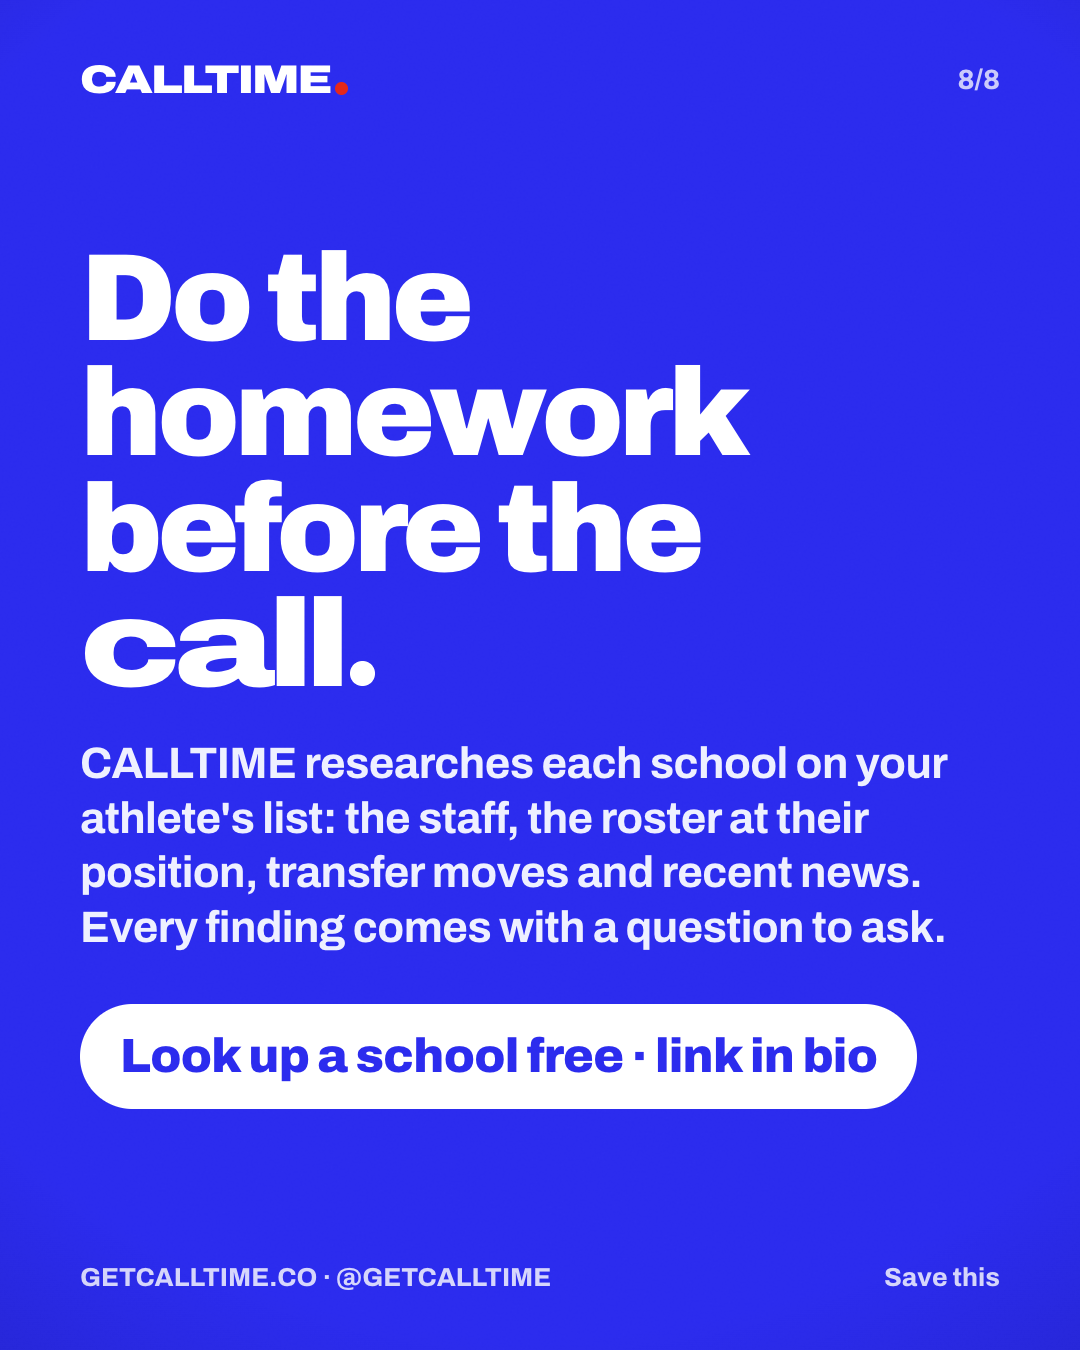 CALLTIME.
8/8
Do the
homework
before the
call.
CALLTIME researches each school on your
athlete's list: the staff, the roster at their
position, transfer moves and recent news.
Every finding comes with a question to ask.
Look up a school free · link in bio
GETCALLTIME.CO · @GETCALLTIME
Save this